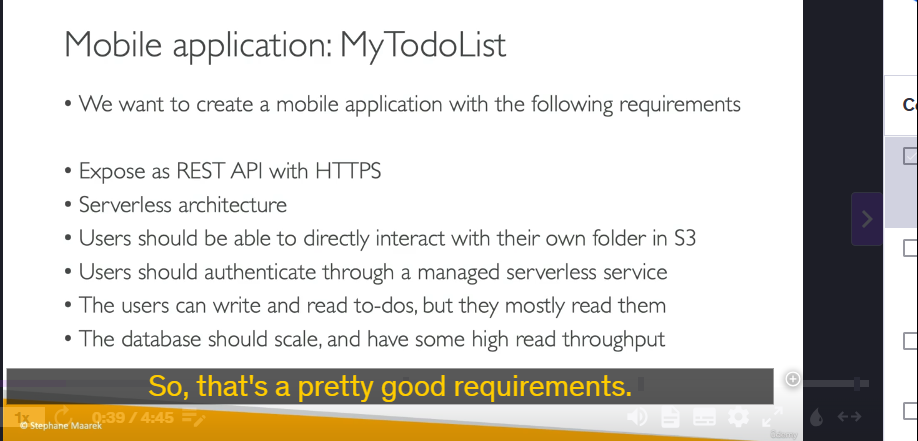 Mobile application: MyTodoList
• We want to create a mobile application with the following requirements
• Expose as REST API with HTTPS
• Serverless architecture
• Users should be able to directly interact with their own folder in S3
• Users should authenticate through a managed serverless service
• The users can write and read to-dos, but they mostly read them
• The database should scale, and have some high read throughput
So, that's a pretty good requirements.
1x
0:39 / 4:45
© Stephane Maarek
Udemy